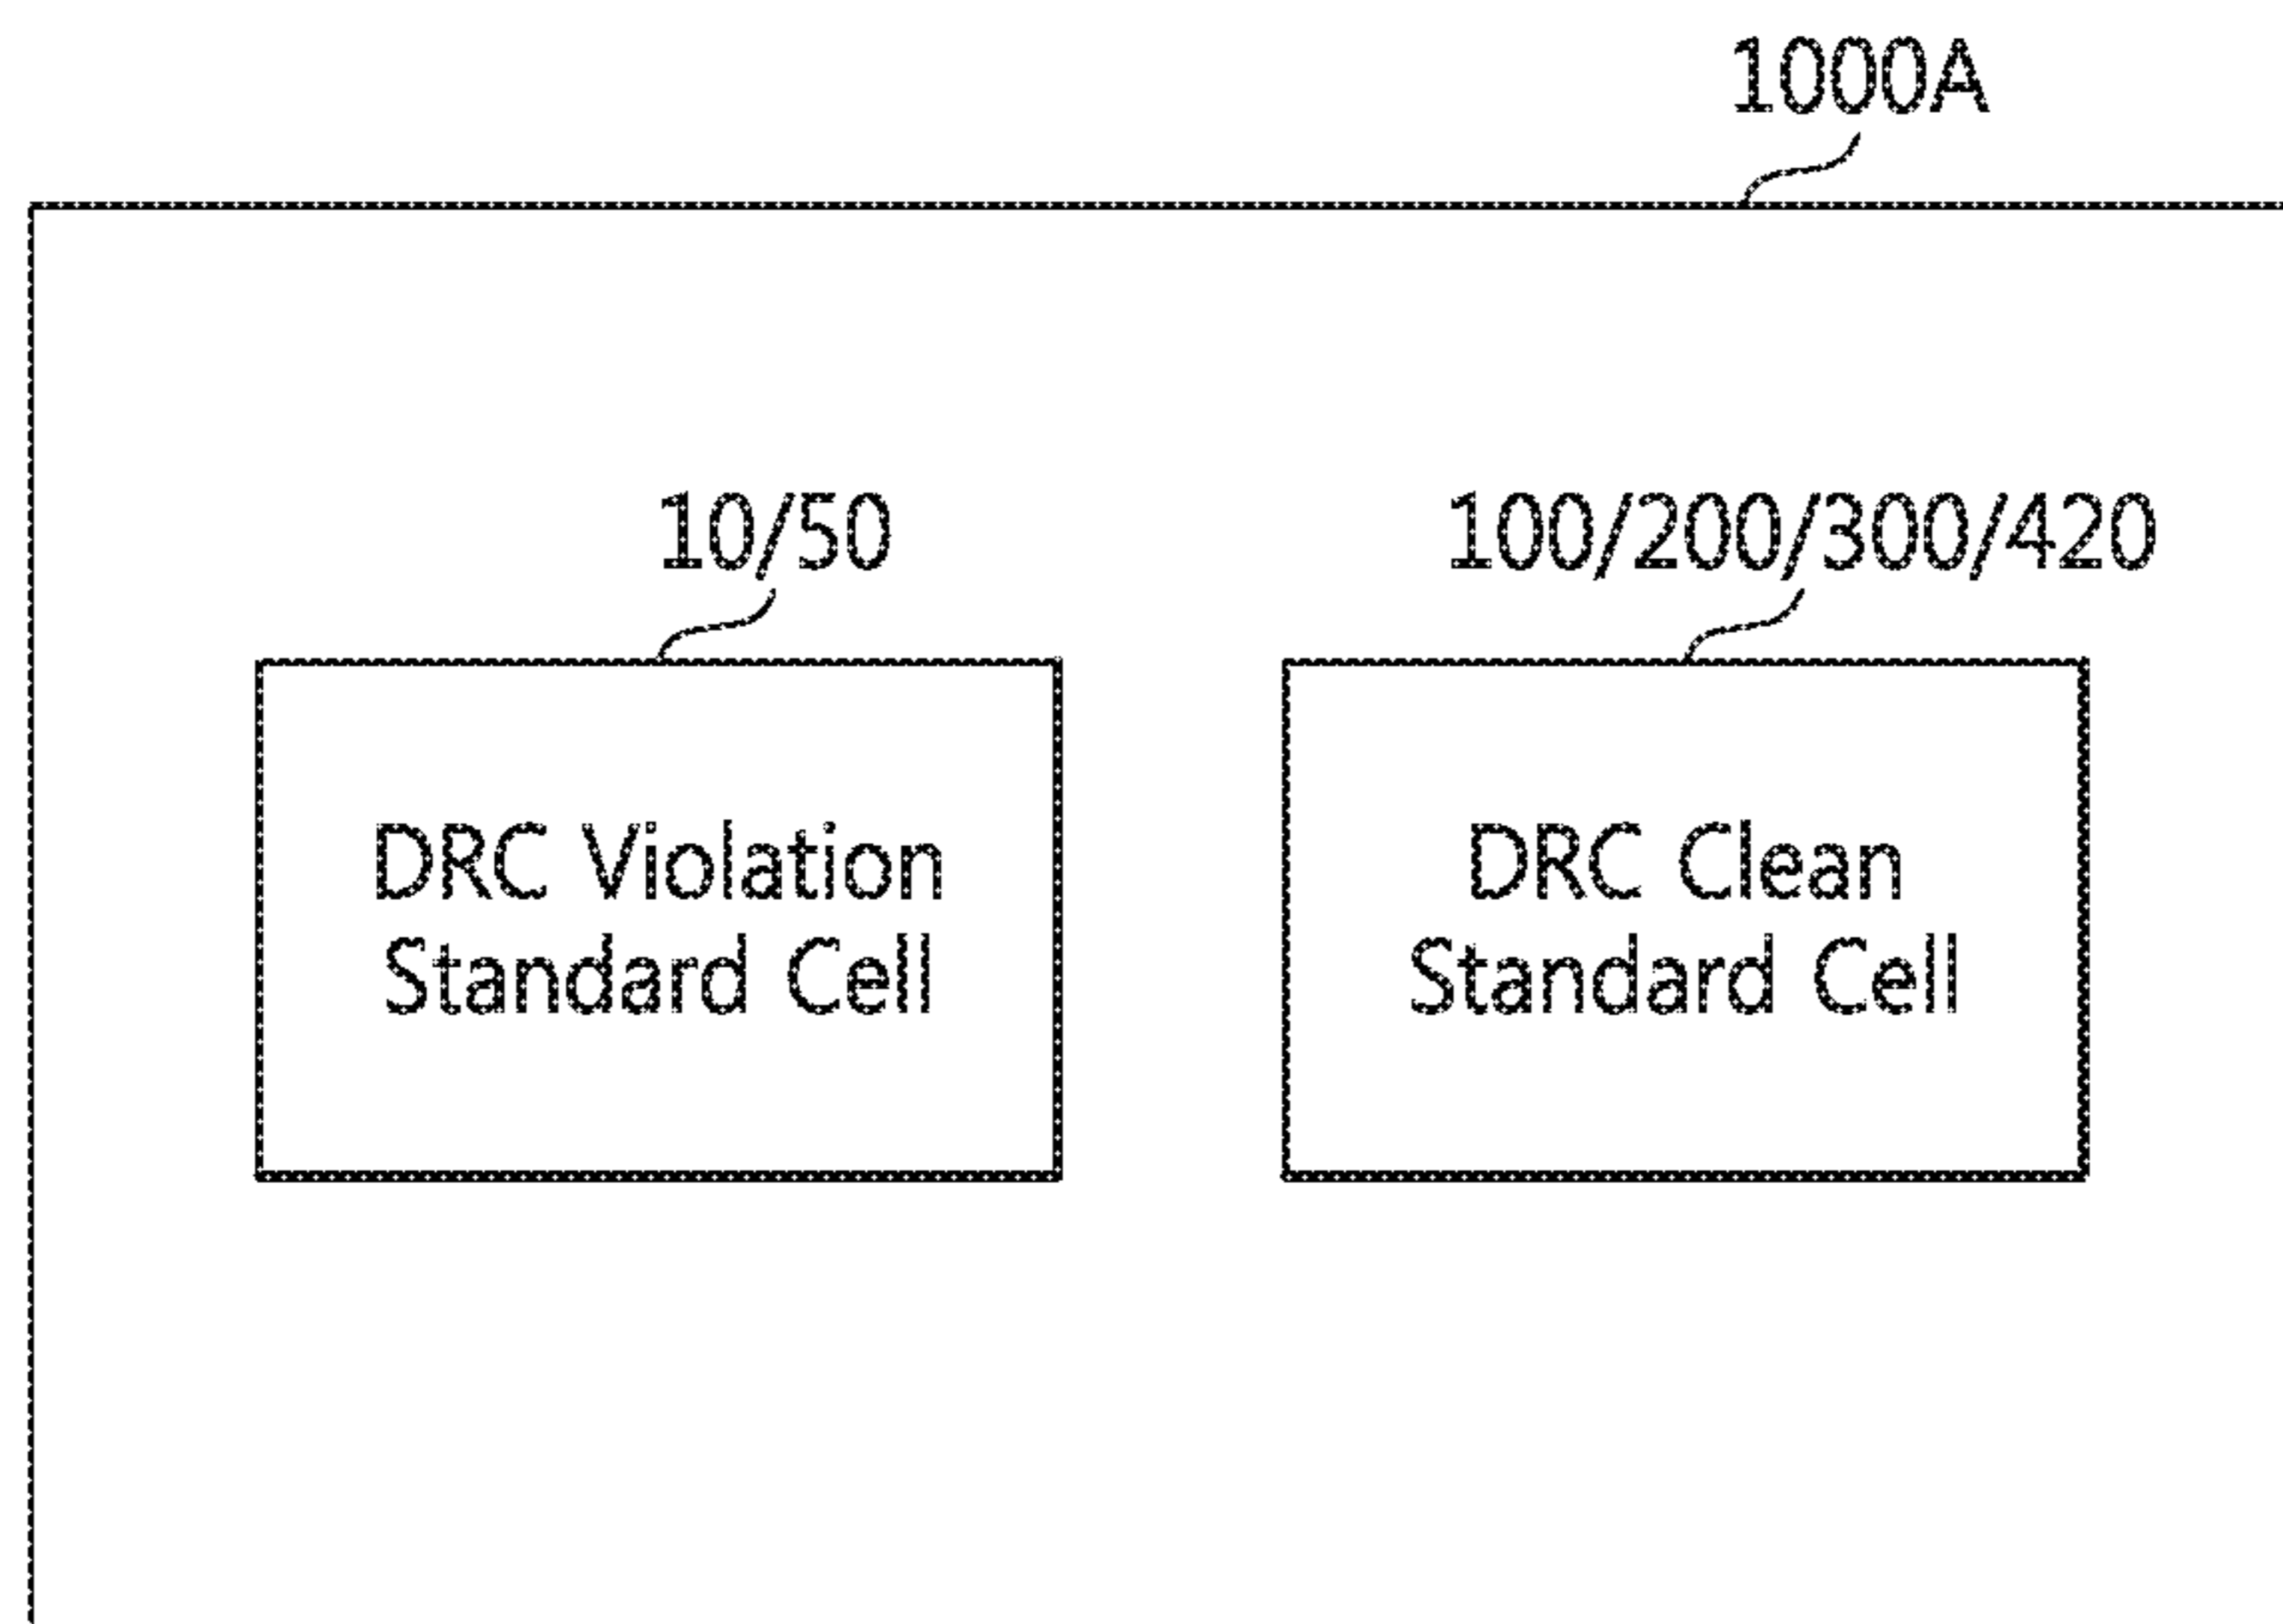 1000A
10/50
100/200/300/420
DRC Violation
Standard Cell
DRC Clean
Standard Cell